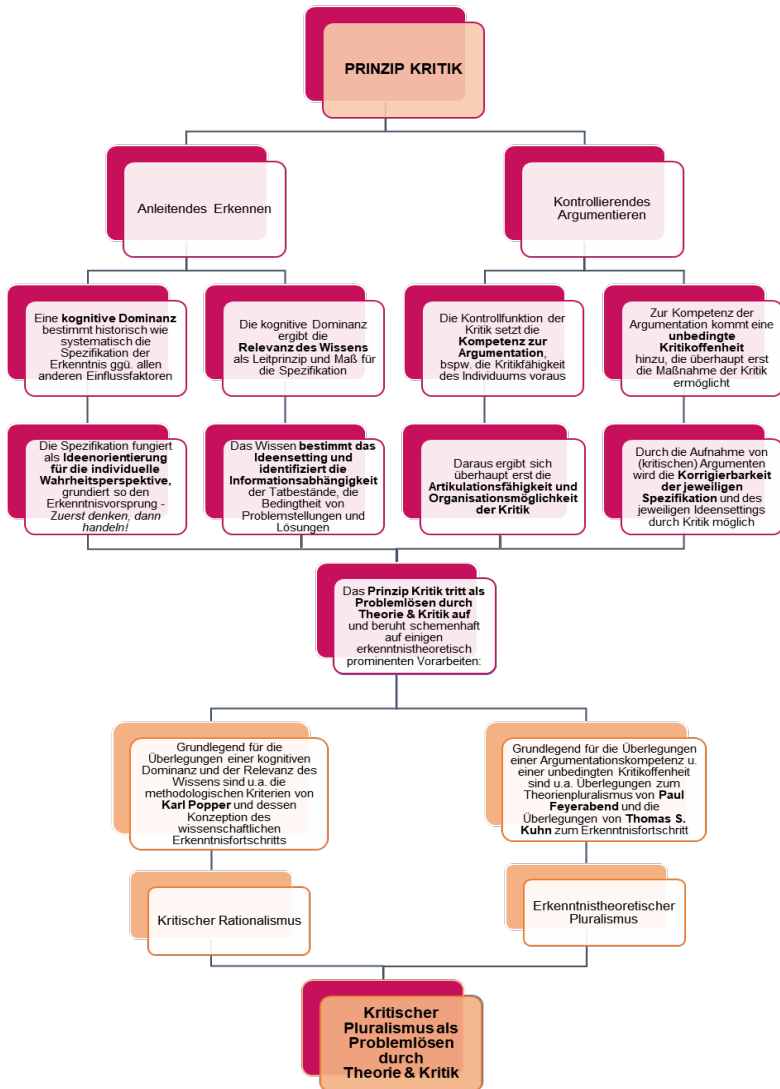 PRINZIP KRITIK
Anleitendes Erkennen
Kontrollierendes
Argumentieren
Eine kognitive Dominanz
bestimmt historisch wie
systematisch die
Spezifikation der
Erkenntnis ggü. allen
anderen Einflussfaktoren
Die kognitive Dominanz
ergibt die
Relevanz des Wissens
als Leitprinzip und Maß für
die Spezifikation
Die Kontrollfunktion der
Kritik setzt die
Kompetenz zur
Argumentation,
bspw. die Kritikfähigkeit
des Individuums voraus
Zur Kompetenz der
Argumentation kommt eine
unbedingte
Kritikoffenheit
hinzu, die überhaupt erst
die Maßnahme der Kritik
ermöglicht
Die Spezifikation fungiert
als Ideenorientierung
für die individuelle
Wahrheitsperspektive,
grundiert so den
Erkenntnisvorsprung -
Zuerst denken, dann
handeln!
Das Wissen bestimmt das
Ideensetting und
identifiziert die
Informationsabhängigkeit
der Tatbestände, die
Bedingtheit von
Problemstellungen und
Lösungen
Daraus ergibt sich
überhaupt erst die
Artikulationsfähigkeit und
Organisationsmöglichkeit
der Kritik
Durch die Aufnahme von
(kritischen) Argumenten
wird die Korrigierbarkeit
der jeweiligen
Spezifikation und des
jeweiligen Ideensettings
durch Kritik möglich
Das Prinzip Kritik tritt als
Problemlösen durch
Theorie & Kritik auf
und beruht schemenhaft
auf einigen
erkenntnistheoretisch
prominenten Vorarbeiten:
Grundlegend für die
Überlegungen einer kognitiven
Dominanz und der Relevanz des
Wissens sind u.a. die
methodologischen Kriterien von
Karl Popper und dessen
Konzeption des
wissenschaftlichen
Erkenntnisfortschritts
Grundlegend für die Überlegungen
einer Argumentationskompetenz u.
einer unbedingten Kritikoffenheit
sind u.a. Überlegungen zum
Theorienpluralismus von Paul
Feyerabend und die
Überlegungen von Thomas S.
Kuhn zum Erkenntnisfortschritt
Kritischer Rationalismus
Erkenntnistheoretischer
Pluralismus
Kritischer
Pluralismus als
Problemlösen
durch
Theorie & Kritik